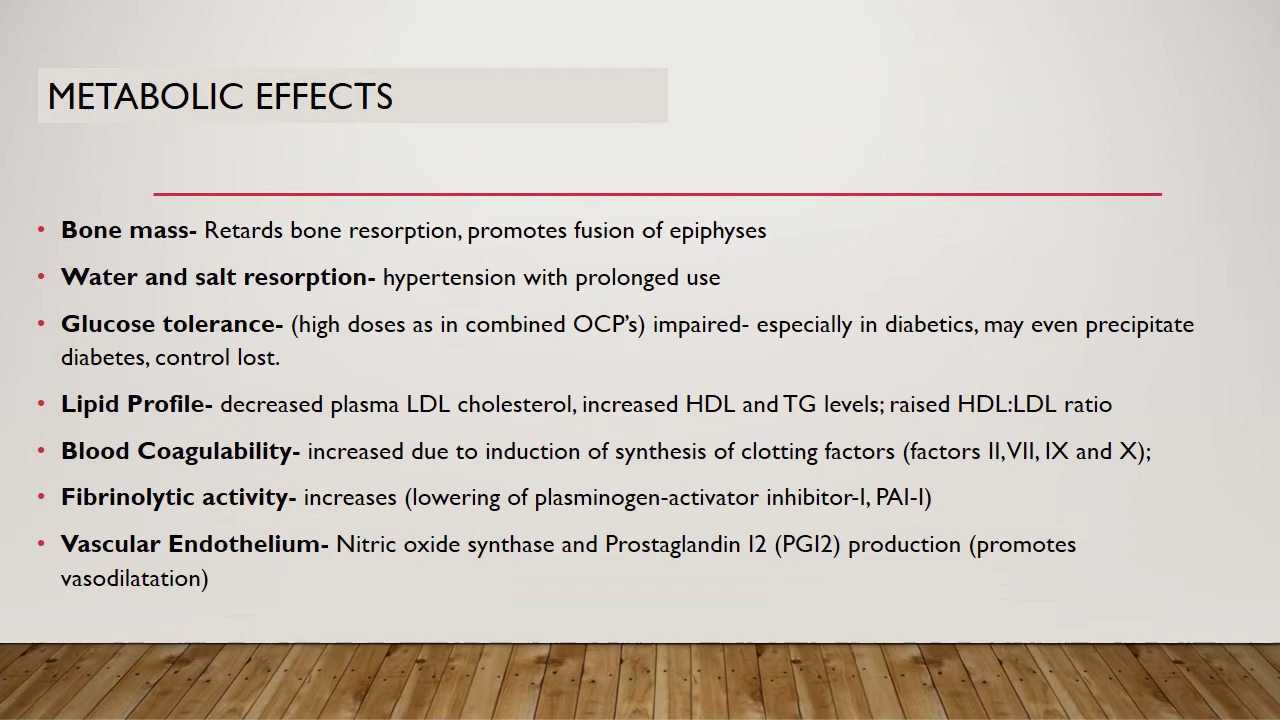 METABOLIC EFFECTS
• Bone mass- Retards bone resorption, promotes fusion of epiphyses
• Water and salt resorption- hypertension with prolonged use
• Glucose tolerance- (high doses as in combined OCP's) impaired- especially in diabetics, may even precipitate
diabetes, control lost.
• Lipid Profile- decreased plasma LDL cholesterol, increased HDL and TG levels; raised HDL:LDL ratio
• Blood Coagulability- increased due to induction of synthesis of clotting factors (factors II, VII, IX and X);
• Fibrinolytic activity- increases (lowering of plasminogen-activator inhibitor-I, PAI-I)
• Vascular Endothelium- Nitric oxide synthase and Prostaglandin I2 (PGI2) production (promotes
vasodilatation)